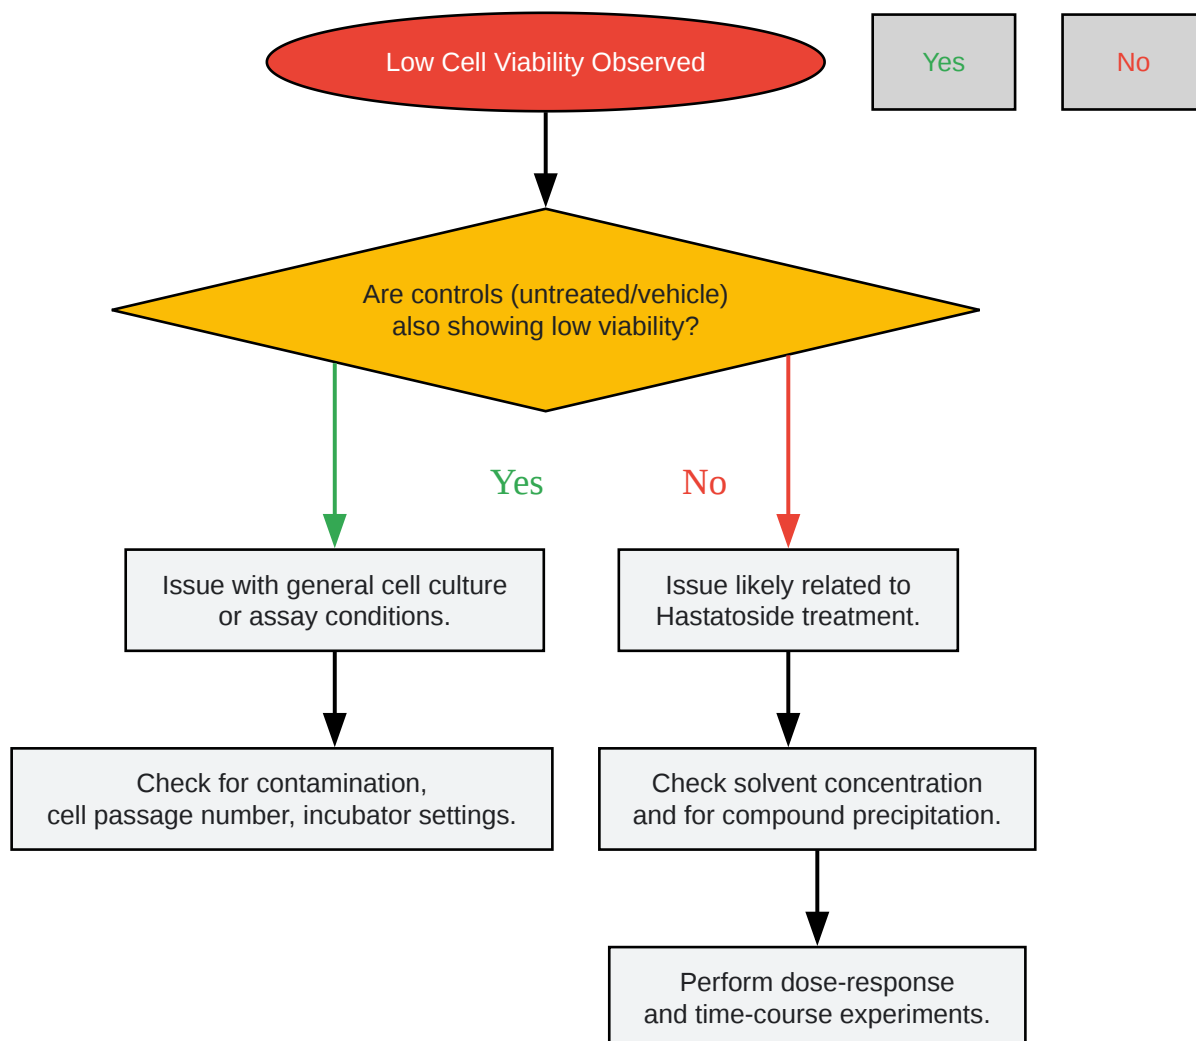 Low Cell Viability Observed
Yes
No
Are controls (untreated/vehicle)
also showing low viability?
Yes
No
Issue with general cell culture
or assay conditions.
Issue likely related to
Hastatoside treatment.
Check for contamination,
cell passage number, incubator settings.
Check solvent concentration
and for compound precipitation.
Perform dose-response
and time-course experiments.